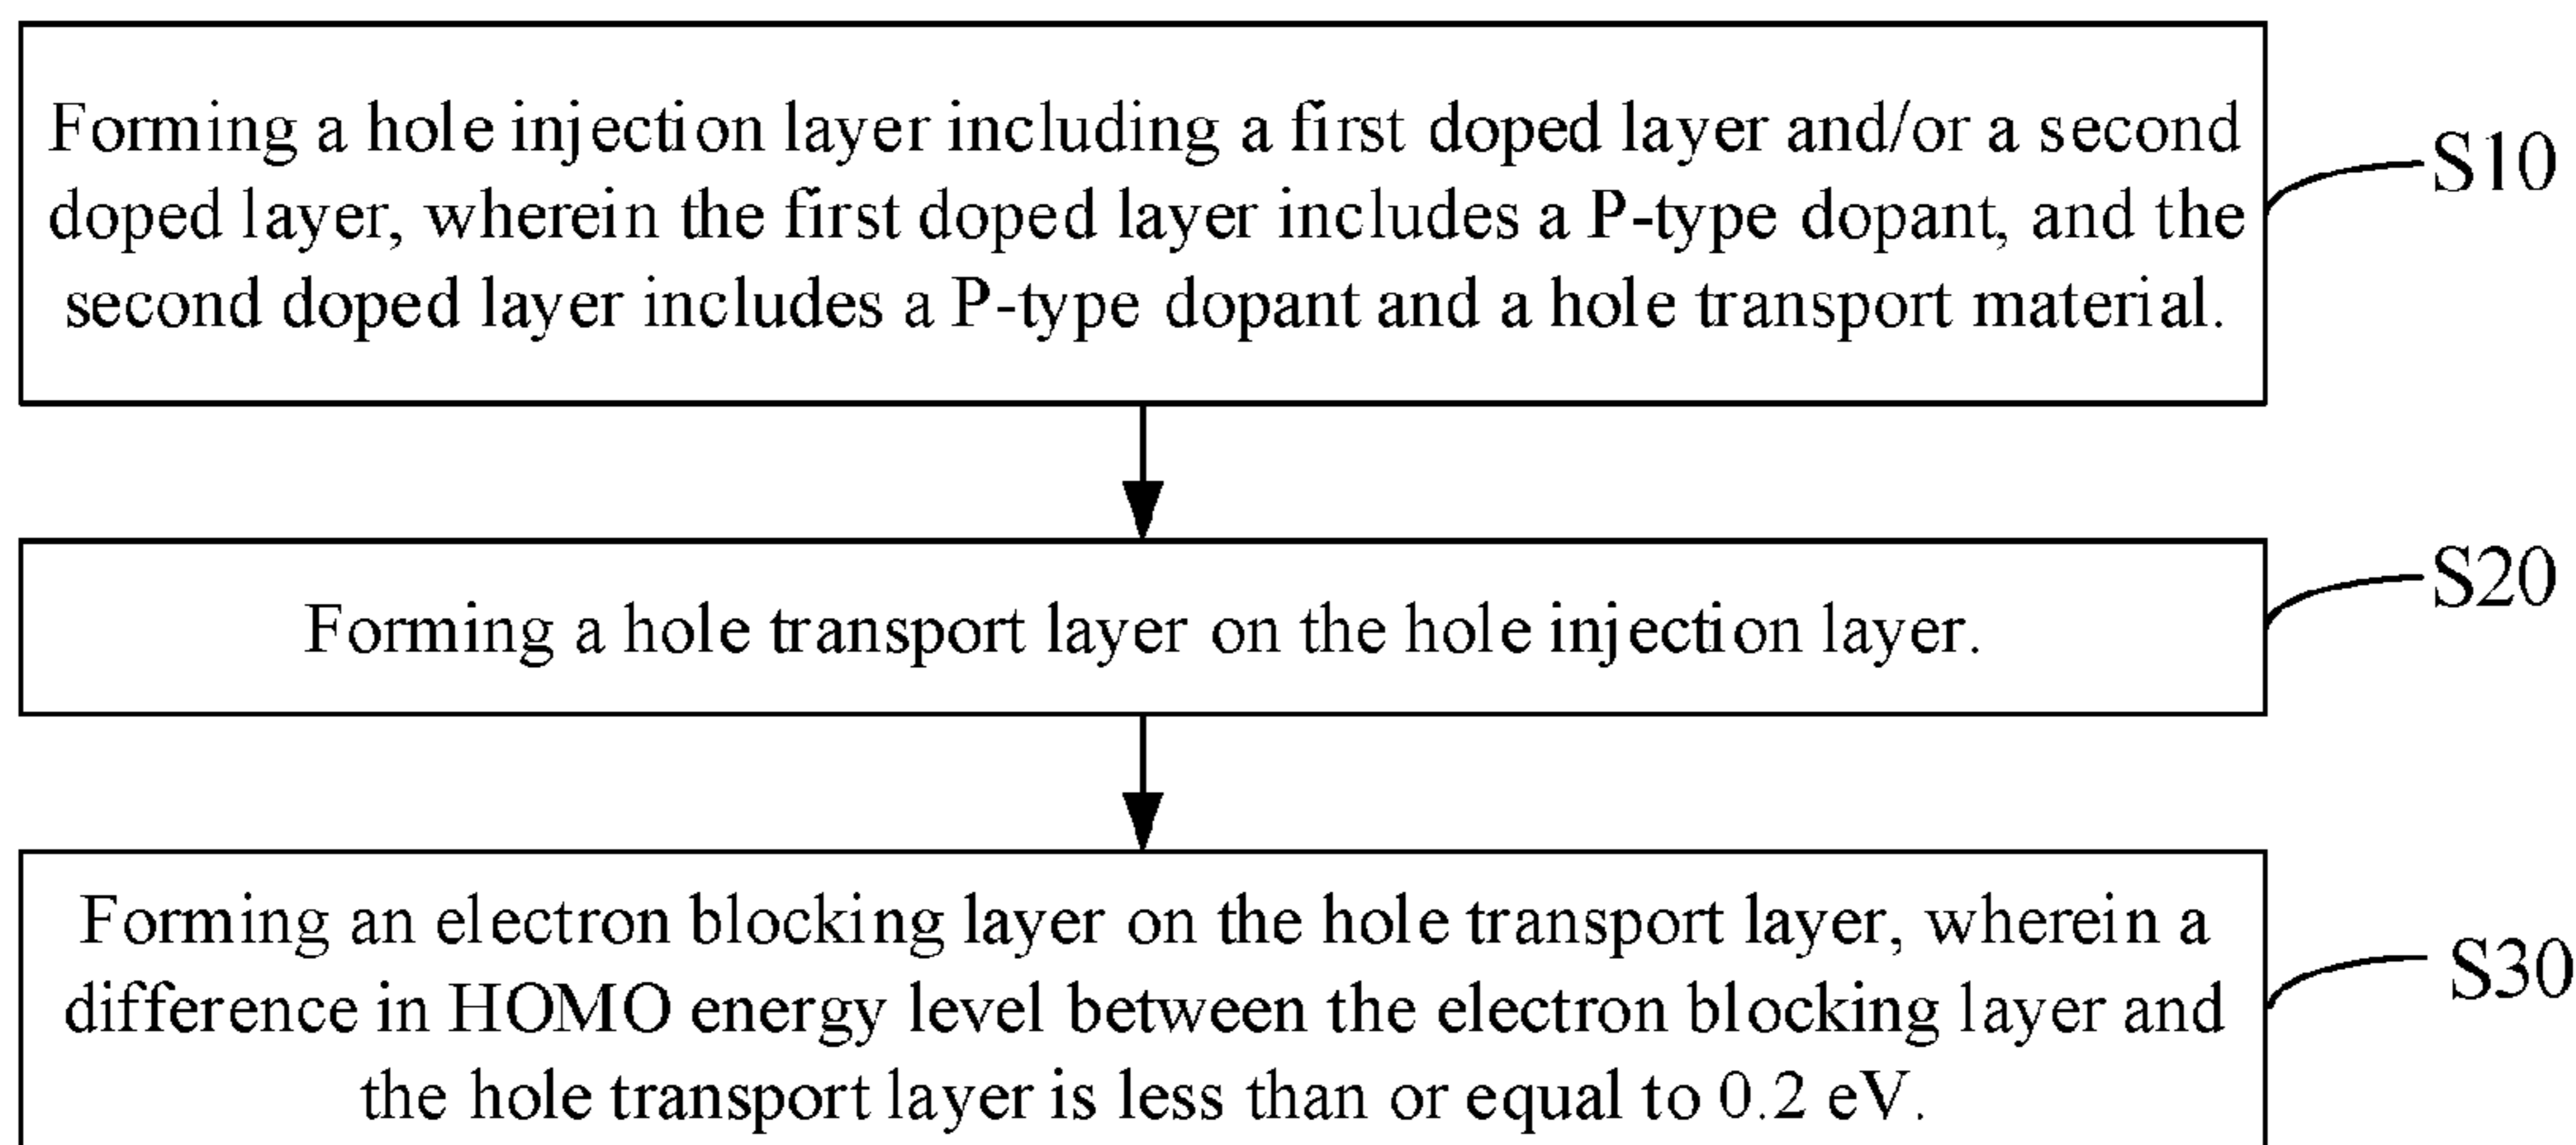 Forming a hole injection layer including a first doped layer and/or a second
doped layer, wherein the first doped layer includes a P-type dopant, and the
second doped layer includes a P-type dopant and a hole transport material.
S10
Forming a hole transport layer on the hole injection layer.
S20
Forming an electron blocking layer on the hole transport layer, wherein a
difference in HOMO energy level between the electron blocking layer and
the hole transport layer is less than or equal to 0.2 eV.
S30